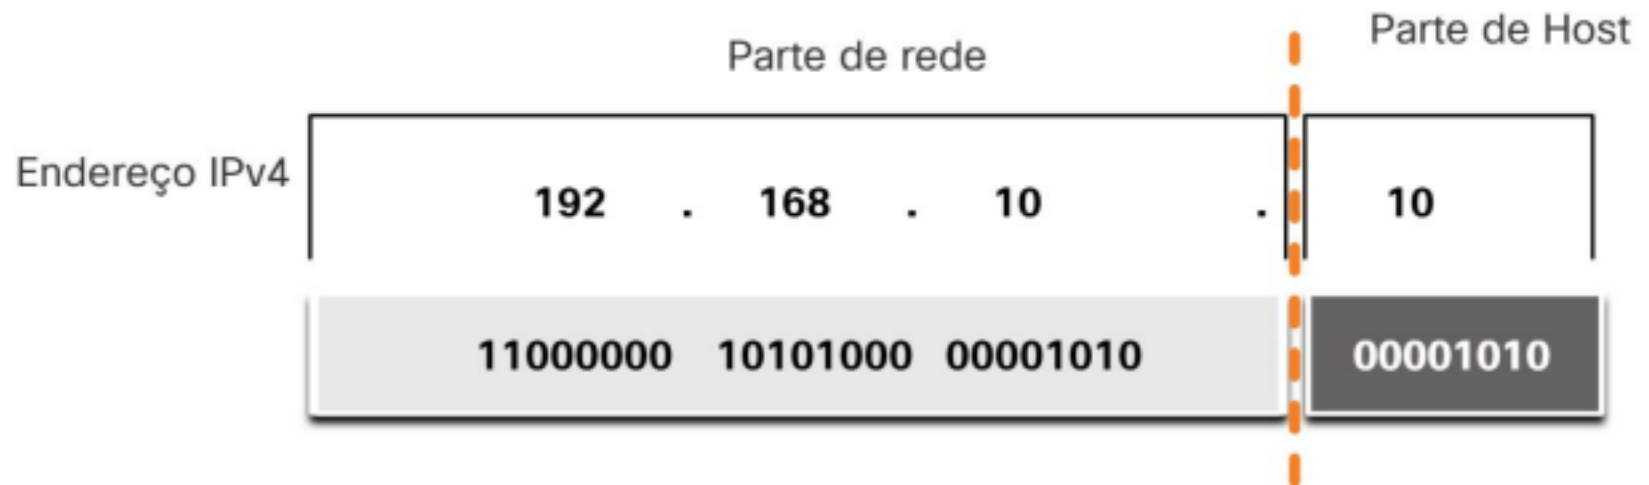 Parte de Host
Parte de rede
Endereço IPv4
192 . 168 . 10 . 10
11000000 10101000 00001010 00001010